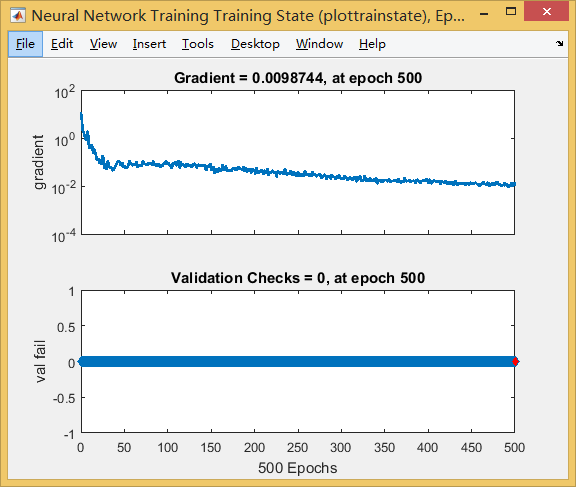 Neural Network Training Training State (plottrainstate), Ep...
File Edit View Insert Tools Desktop Window Help
Gradient = 0.0098744, at epoch 500
10^2
10^0
10^-2
10^-4
gradient
Validation Checks = 0, at epoch 500
1
0.5
0
-0.5
-1
val fail
0 50 100 150 200 250 300 350 400 450 500
500 Epochs